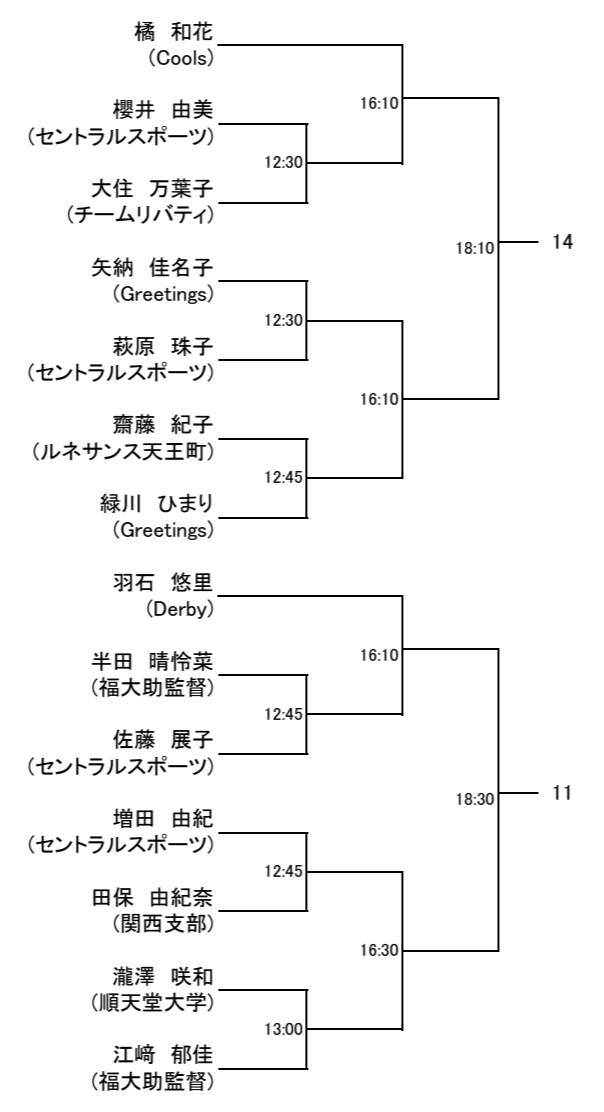 橘　和花
(Cools)
16:10
櫻井　由美
(セントラルスポーツ)
12:30
大住　万葉子
(チームリバティ)
18:10
14
矢納　佳名子
(Greetings)
12:30
萩原　珠子
(セントラルスポーツ)
16:10
齋藤　紀子
(ルネサンス天王町)
12:45
緑川　ひまり
(Greetings)
羽石　悠里
(Derby)
16:10
半田　晴怜菜
(福大助監督)
12:45
佐藤　展子
(セントラルスポーツ)
18:30
11
増田　由紀
(セントラルスポーツ)
12:45
田保　由紀奈
(関西支部)
16:30
瀧澤　咲和
(順天堂大学)
13:00
江﨑　郁佳
(福大助監督)